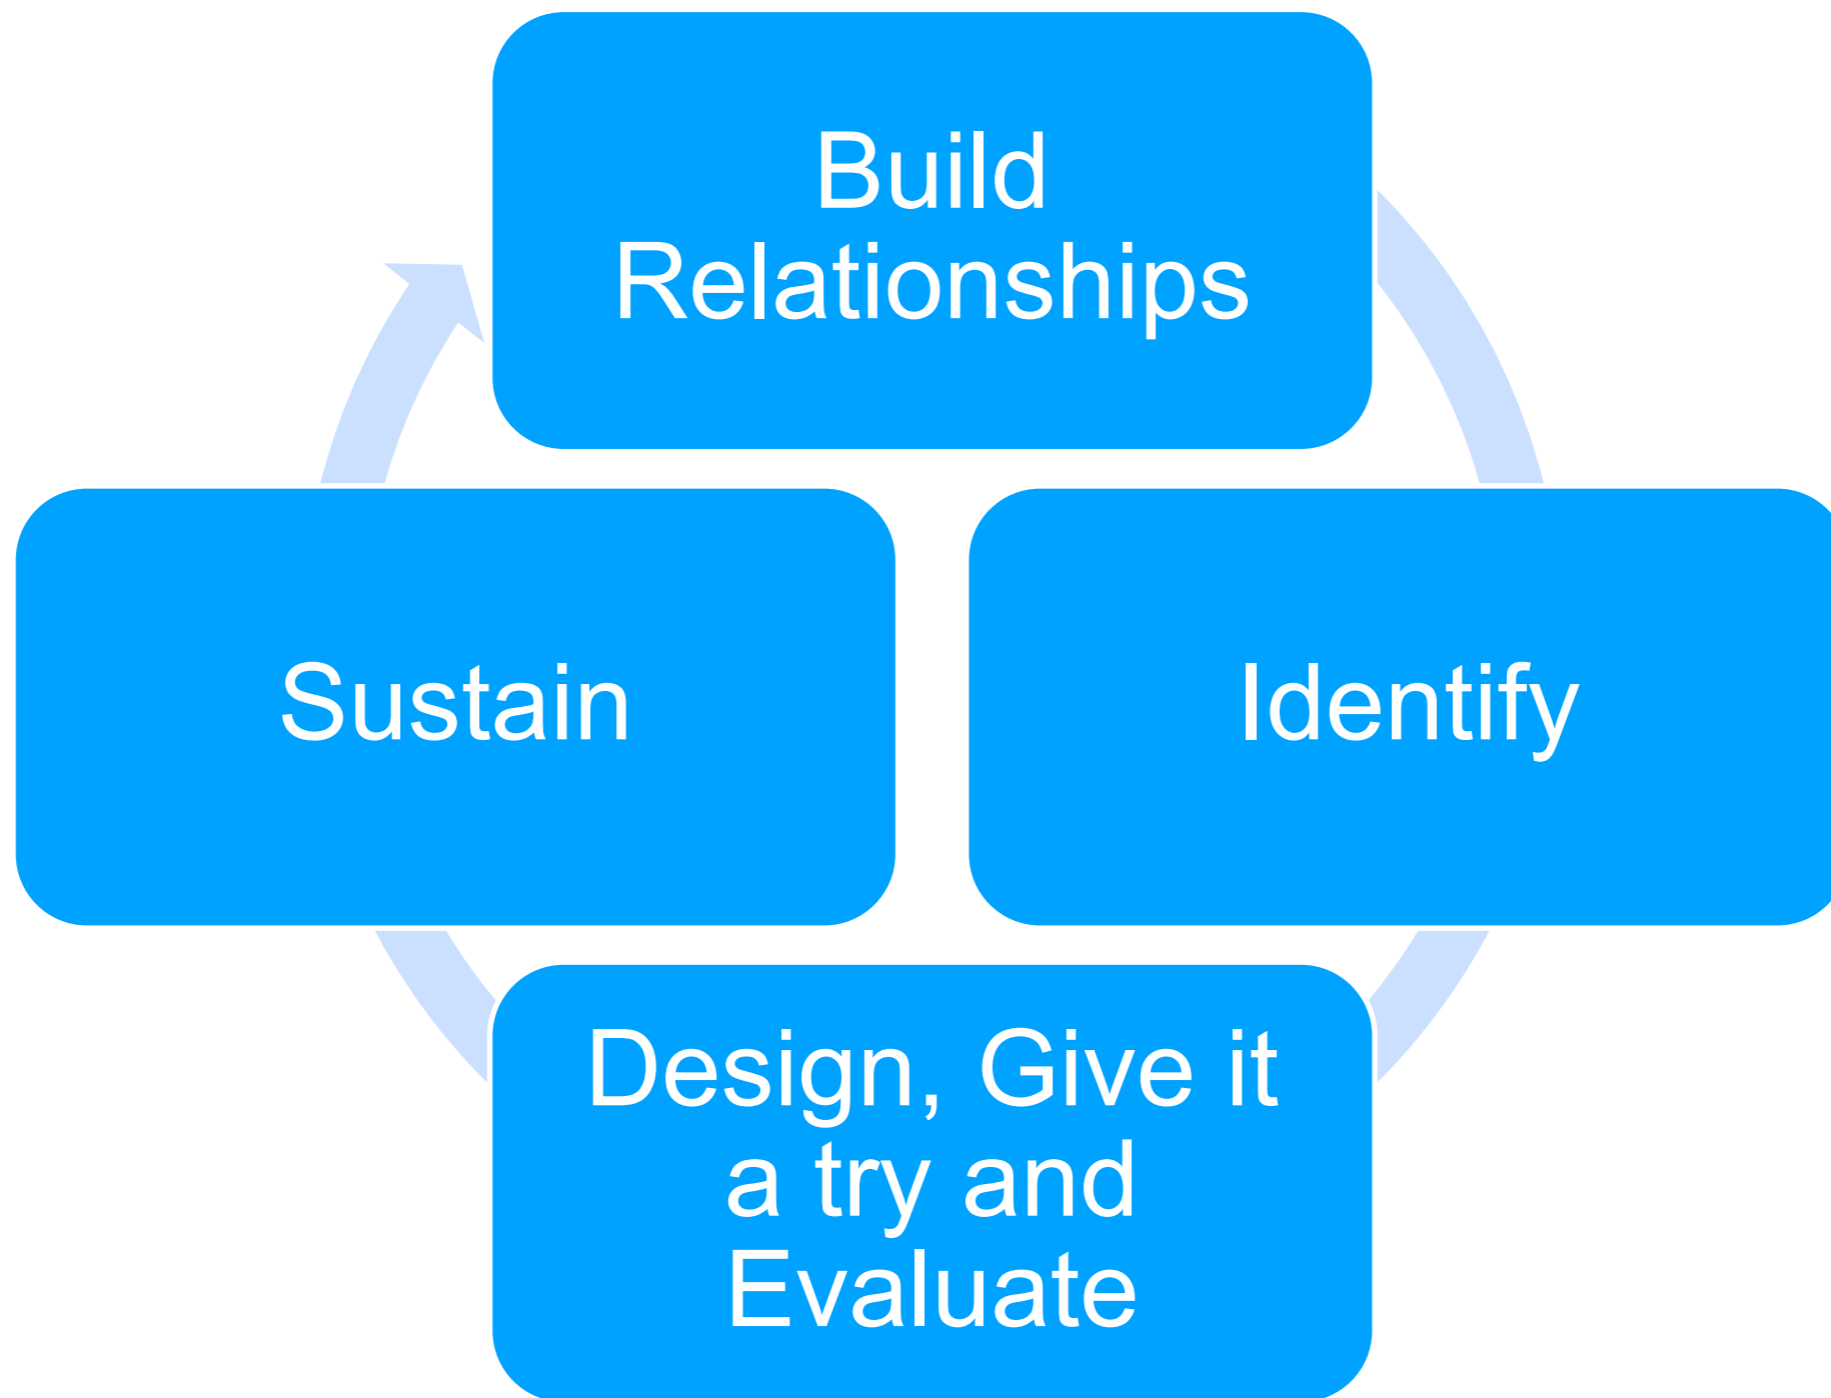 Build
Relationships
Identify
Design, Give it
a try and
Evaluate
Sustain